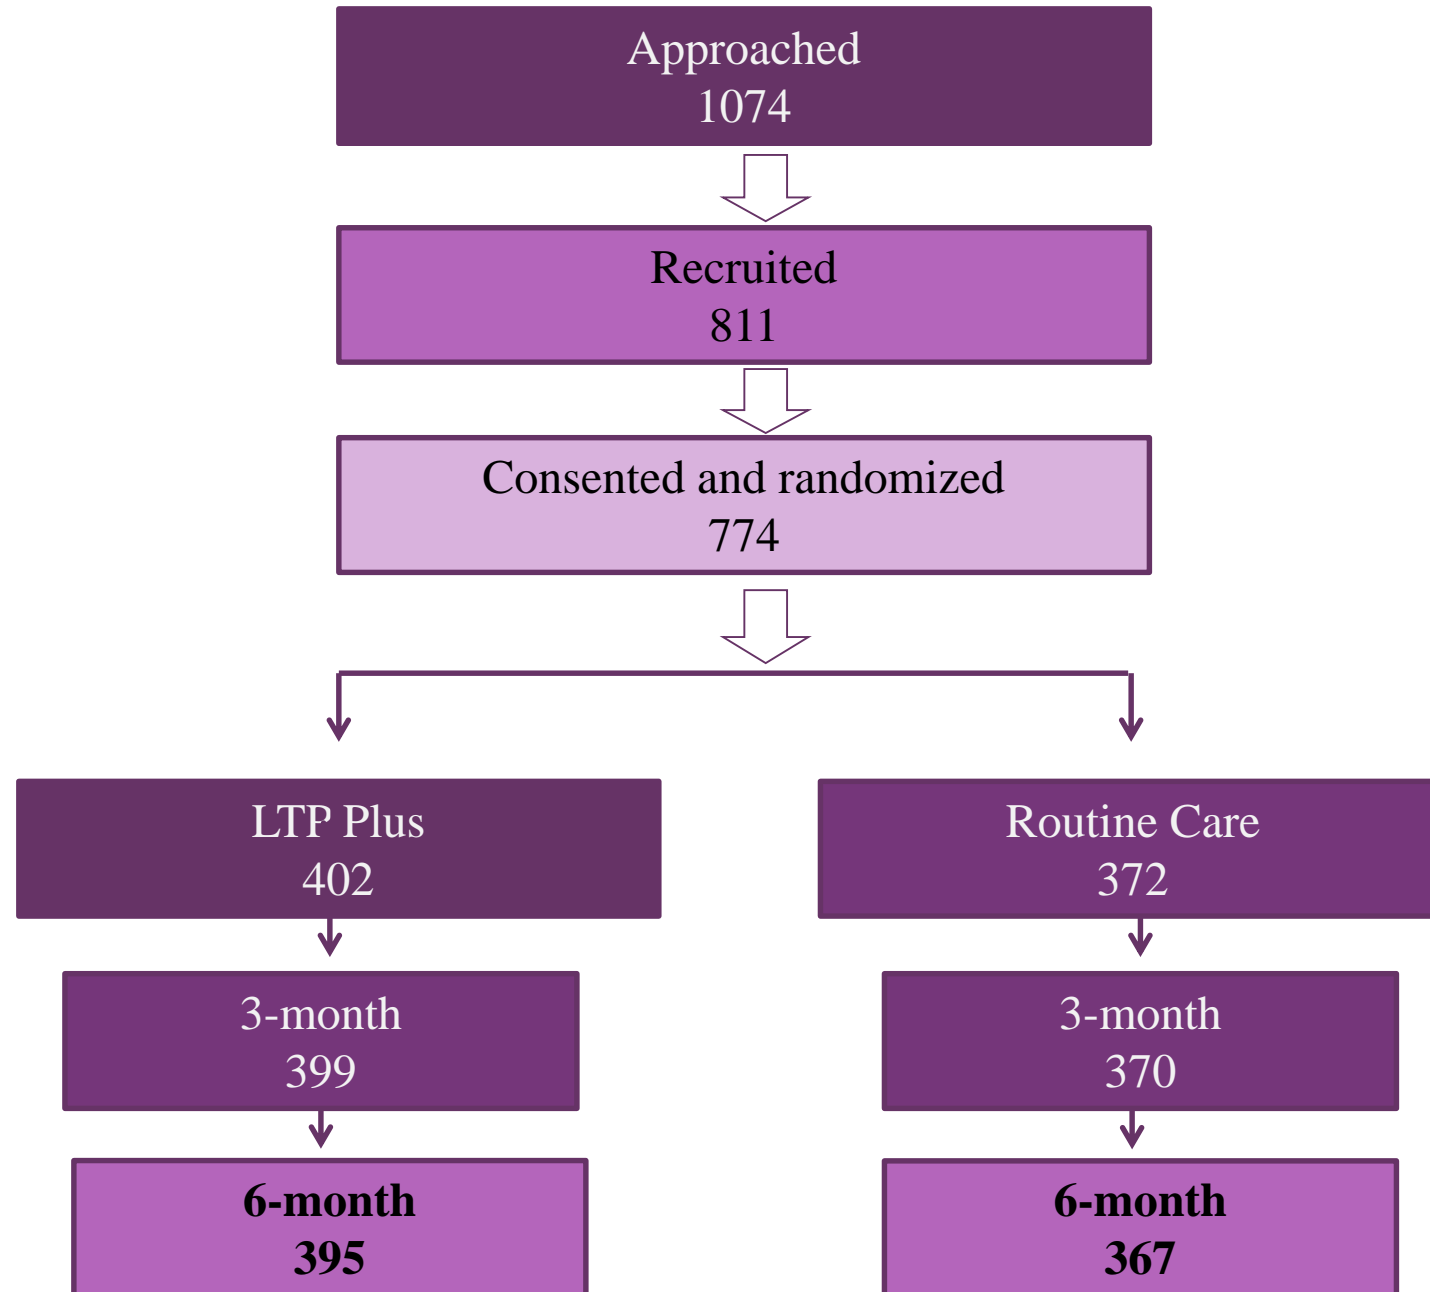 Approached
1074
Recruited
811
Consented and randomized
774
LTP Plus
402
Routine Care
372
3-month
399
3-month
370
6-month
395
6-month
367